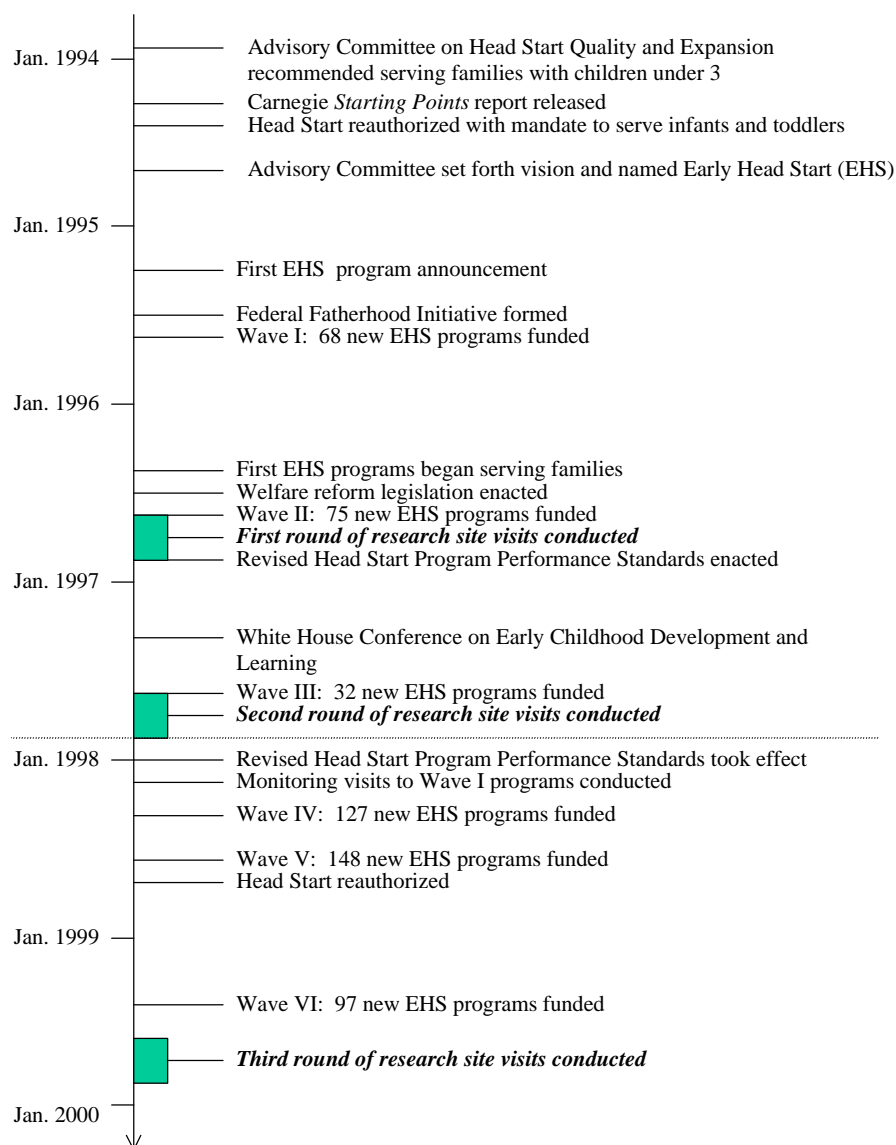 Jan. 1994
Advisory Committee on Head Start Quality and Expansion
recommended serving families with children under 3
Carnegie Starting Points report released
Head Start reauthorized with mandate to serve infants and toddlers
Advisory Committee set forth vision and named Early Head Start (EHS)
Jan. 1995
First EHS program announcement
Federal Fatherhood Initiative formed
Wave I: 68 new EHS programs funded
Jan. 1996
First EHS programs began serving families
Welfare reform legislation enacted
Wave II: 75 new EHS programs funded
First round of research site visits conducted
Revised Head Start Program Performance Standards enacted
Jan. 1997
White House Conference on Early Childhood Development and
Learning
Wave III: 32 new EHS programs funded
Second round of research site visits conducted
Jan. 1998
Revised Head Start Program Performance Standards took effect
Monitoring visits to Wave I programs conducted
Wave IV: 127 new EHS programs funded
Wave V: 148 new EHS programs funded
Head Start reauthorized
Jan. 1999
Wave VI: 97 new EHS programs funded
Third round of research site visits conducted
Jan. 2000